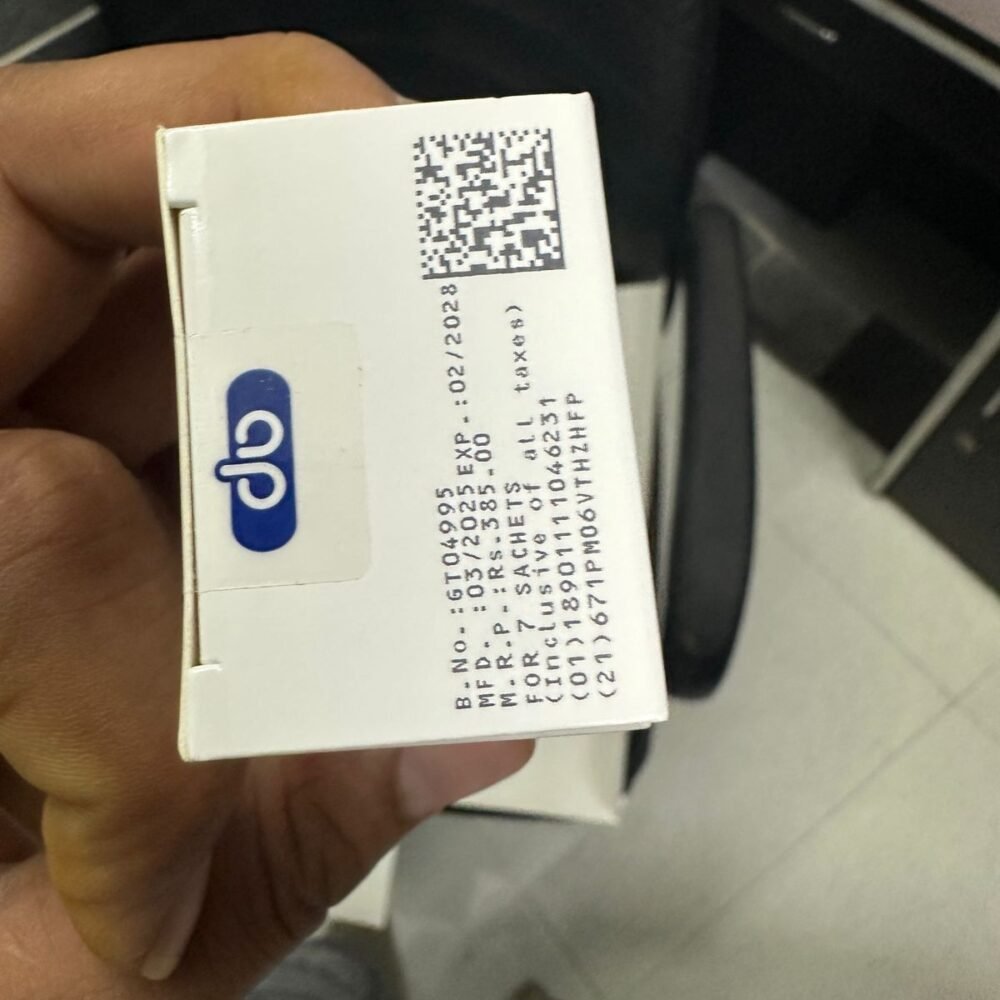 B.No. :GT04995
MFD. :03/2025 EXP.:02/2028
M.R.P. :Rs.385.00
FOR 7 SACHETS
(Inclusive of all taxes)
(01)18901111046231
(21)671PM06VTHZHFP